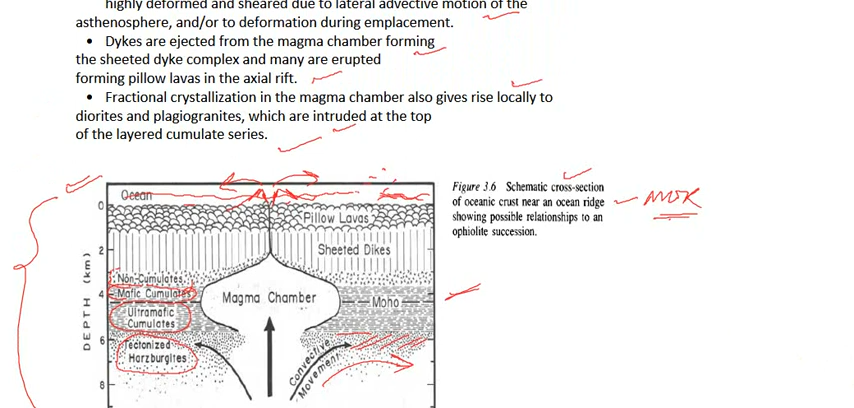 highly deformed and sheared due to lateral advective motion of the
asthenosphere, and/or to deformation during emplacement.
• Dykes are ejected from the magma chamber forming
the sheeted dyke complex and many are erupted
forming pillow lavas in the axial rift.
• Fractional crystallization in the magma chamber also gives rise locally to
diorites and plagiogranites, which are intruded at the top
of the layered cumulate series.
Figure 3.6 Schematic cross-section
of oceanic crust near an ocean ridge
showing possible relationships to an
ophiolite succession.
MOR
Ocean
0
Pillow Lavas
2
Sheeted Dikes
Non-Cumulates
4
Mafic Cumulates
Magma Chamber
Moho
Ultramafic
Cumulates
6
Tectonized
Harzburgites
8
Convective
Movement
DEPTH (km)